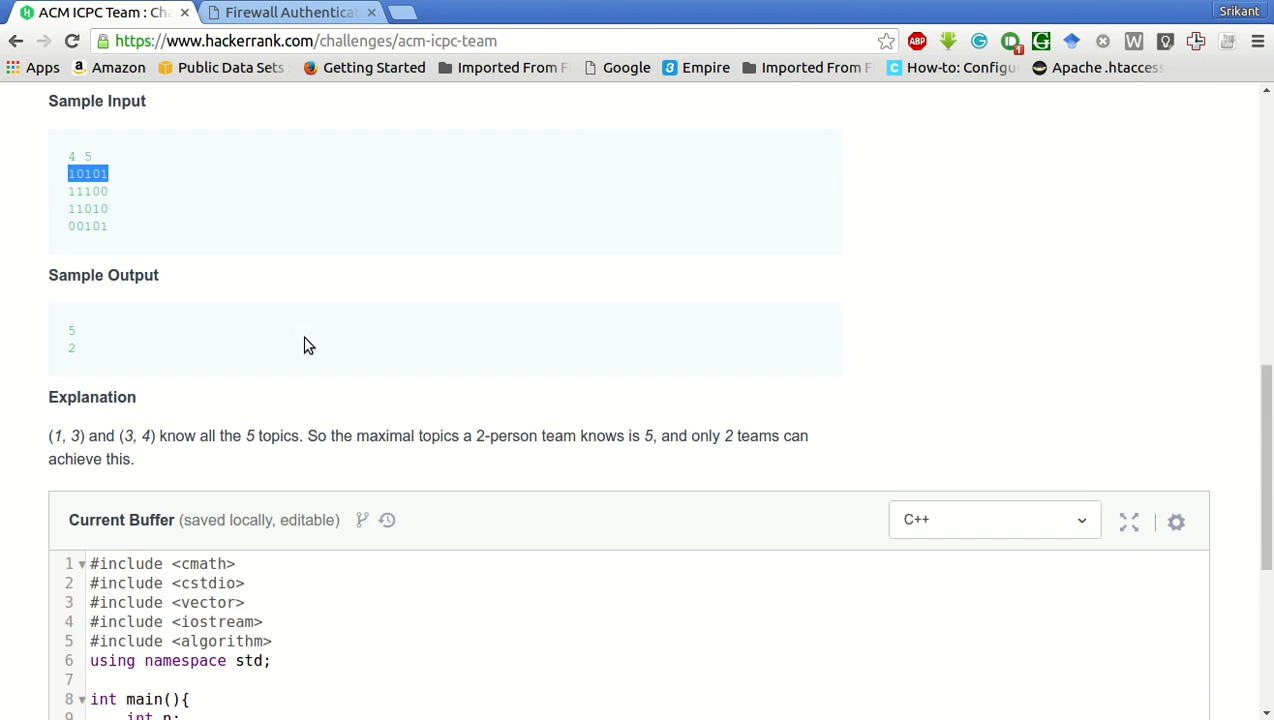 ACM ICPC Team : Ch
Firewall Authenticat
Srikant
https://www.hackerrank.com/challenges/acm-icpc-team
Apps
Amazon
Public Data Sets
Getting Started
Imported From F
Google
Empire
Imported From F
How-to: Configu
Apache .htaccess
Sample Input
4 5
10101
11100
11010
00101
Sample Output
5
2
Explanation
(1, 3) and (3, 4) know all the 5 topics. So the maximal topics a 2-person team knows is 5, and only 2 teams can
achieve this.
Current Buffer (saved locally, editable)
C++
1 #include <cmath>
2 #include <cstdio>
3 #include <vector>
4 #include <iostream>
5 #include <algorithm>
6 using namespace std;
7
8 int main(){
9 int n;